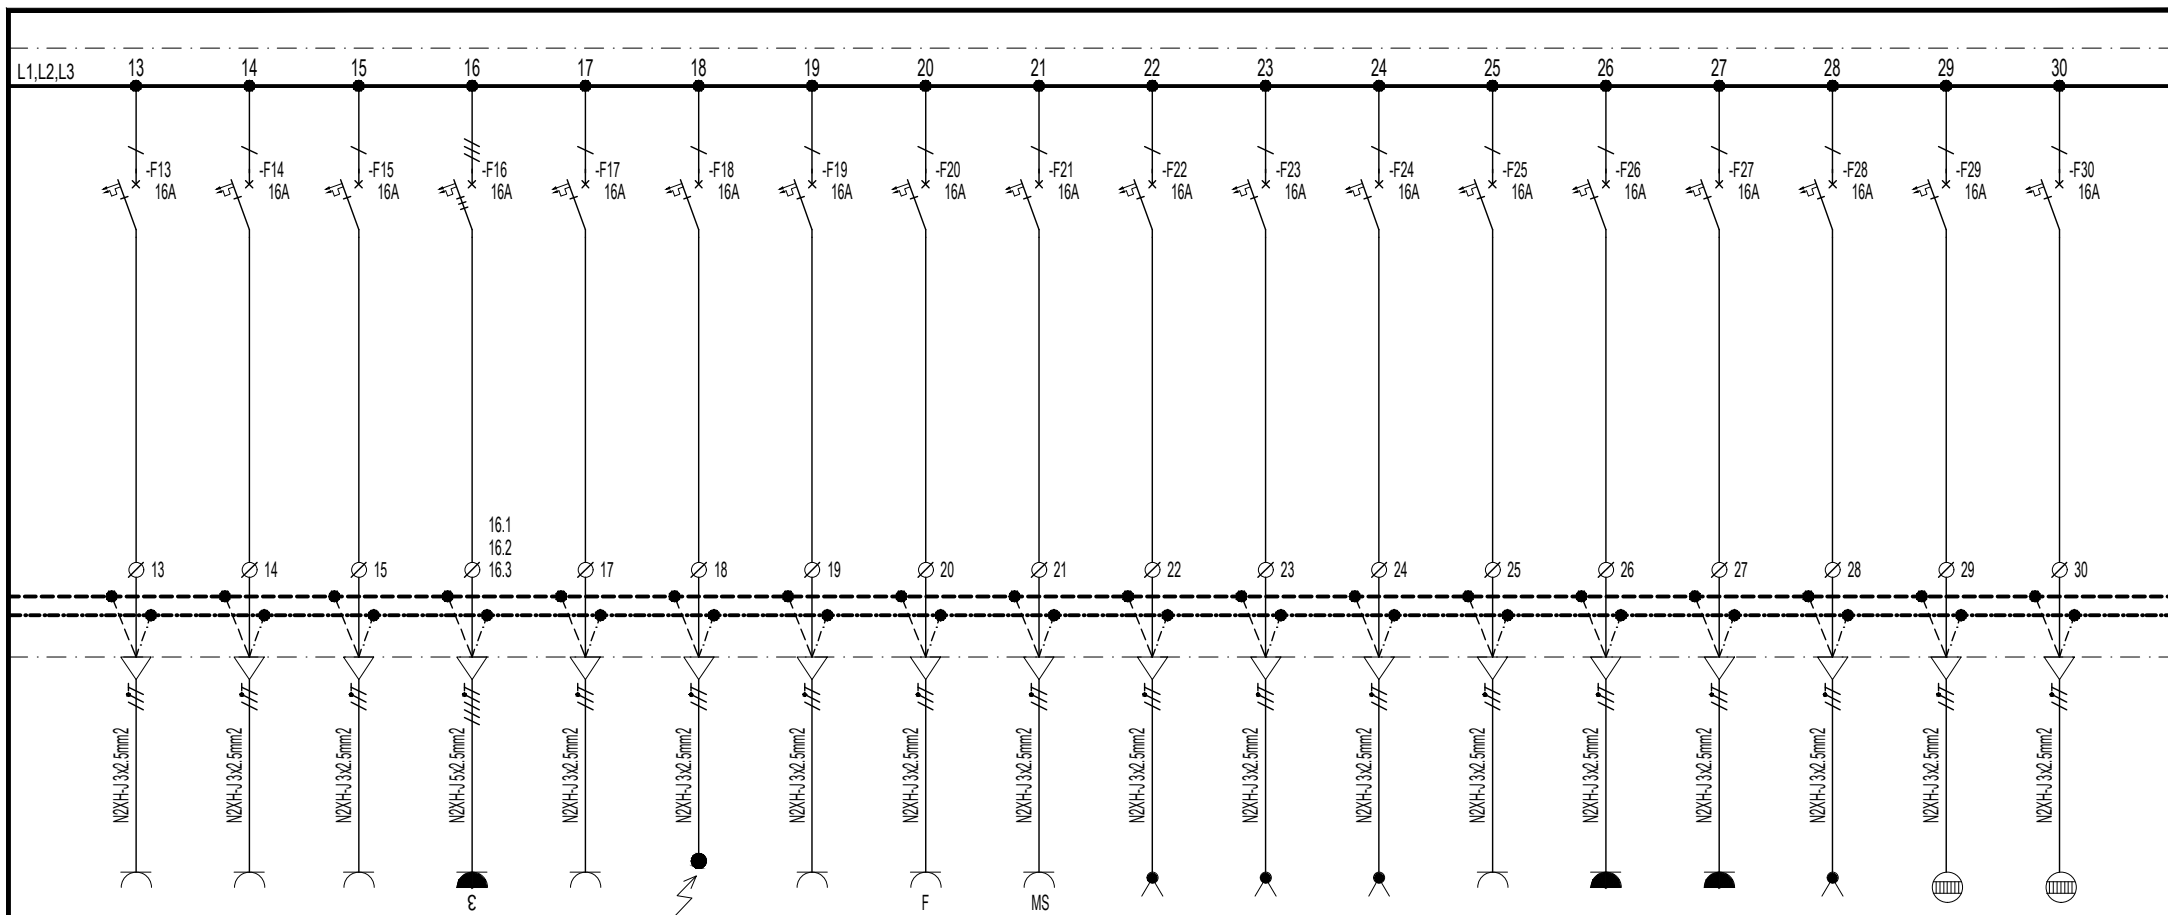 L1,L2,L3 13 14 15 16 17 18 19 20 21 22 23 24 25 26 27 28 29 30
-F13 -F14 -F15 -F16 -F17 -F18 -F19 -F20 -F21 -F22 -F23 -F24 -F25 -F26 -F27 -F28 -F29 -F30
16A 16A 16A 16A 16A 16A 16A 16A 16A 16A 16A 16A 16A 16A 16A 16A 16A 16A
16.1
16.2
13 14 15 16.3 17 18 19 20 21 22 23 24 25 26 27 28 29 30
N2XH-J 3x2.5mm2
N2XH-J 3x2.5mm2
N2XH-J 3x2.5mm2
N2XH-J 5x2.5mm2
N2XH-J 3x2.5mm2
N2XH-J 3x2.5mm2
N2XH-J 3x2.5mm2
N2XH-J 3x2.5mm2
N2XH-J 3x2.5mm2
N2XH-J 3x2.5mm2
N2XH-J 3x2.5mm2
N2XH-J 3x2.5mm2
N2XH-J 3x2.5mm2
N2XH-J 3x2.5mm2
N2XH-J 3x2.5mm2
N2XH-J 3x2.5mm2
N2XH-J 3x2.5mm2
N2XH-J 3x2.5mm2
ε F MS